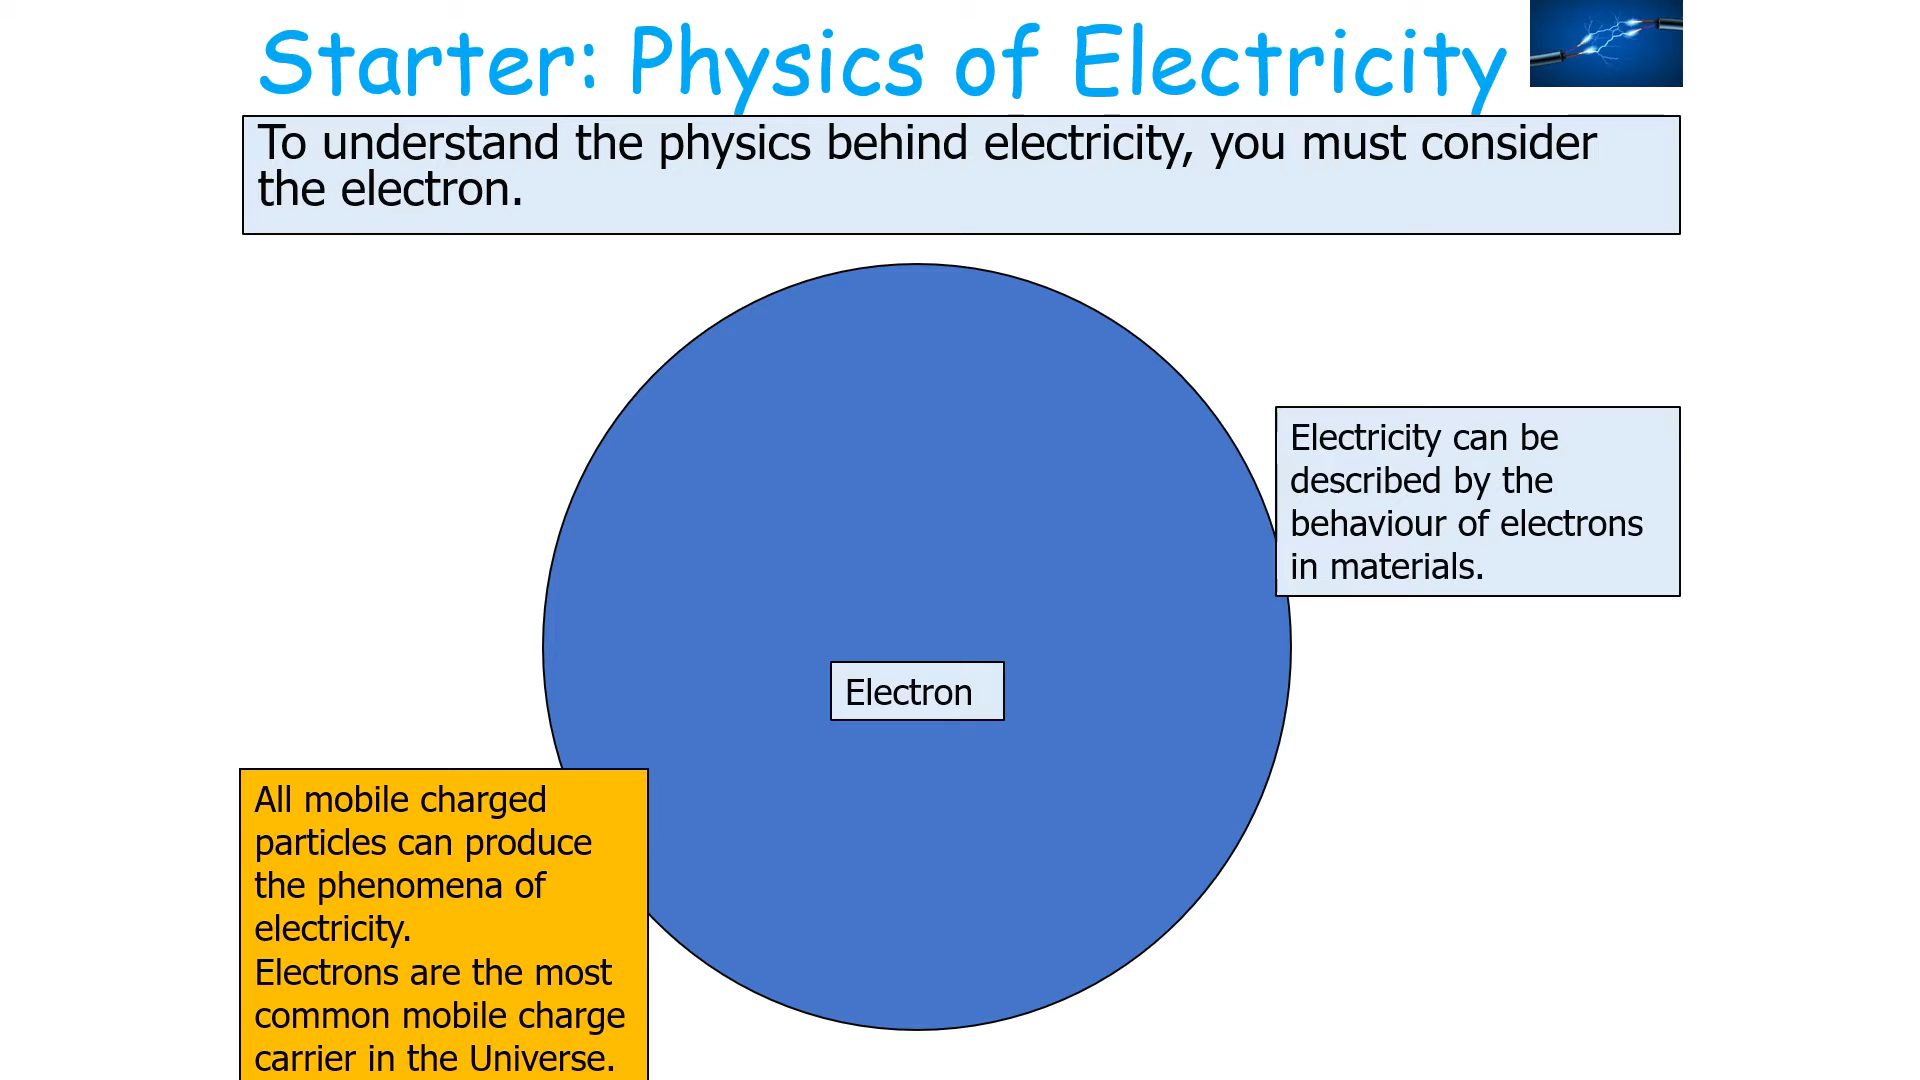 Starter: Physics of Electricity
To understand the physics behind electricity, you must consider
the electron.
Electricity can be
described by the
behaviour of electrons
in materials.
Electron
All mobile charged
particles can produce
the phenomena of
electricity.
Electrons are the most
common mobile charge
carrier in the Universe.